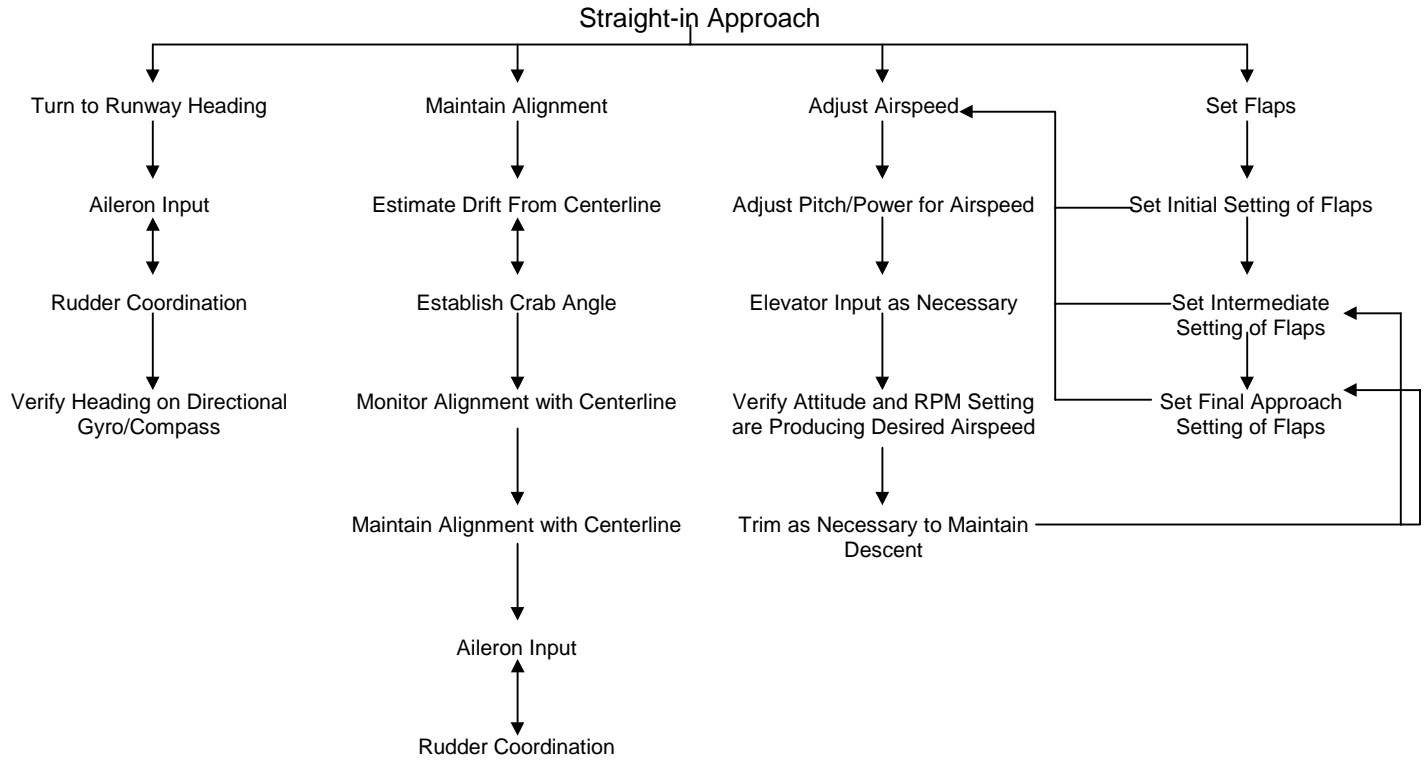 Straight-in Approach
Turn to Runway Heading
Maintain Alignment
Adjust Airspeed
Set Flaps
Aileron Input
Estimate Drift From Centerline
Adjust Pitch/Power for Airspeed
Set Initial Setting of Flaps
Rudder Coordination
Establish Crab Angle
Elevator Input as Necessary
Set Intermediate
Setting of Flaps
Verify Heading on Directional
Gyro/Compass
Monitor Alignment with Centerline
Verify Attitude and RPM Setting
are Producing Desired Airspeed
Set Final Approach
Setting of Flaps
Maintain Alignment with Centerline
Trim as Necessary to Maintain
Descent
Aileron Input
Rudder Coordination